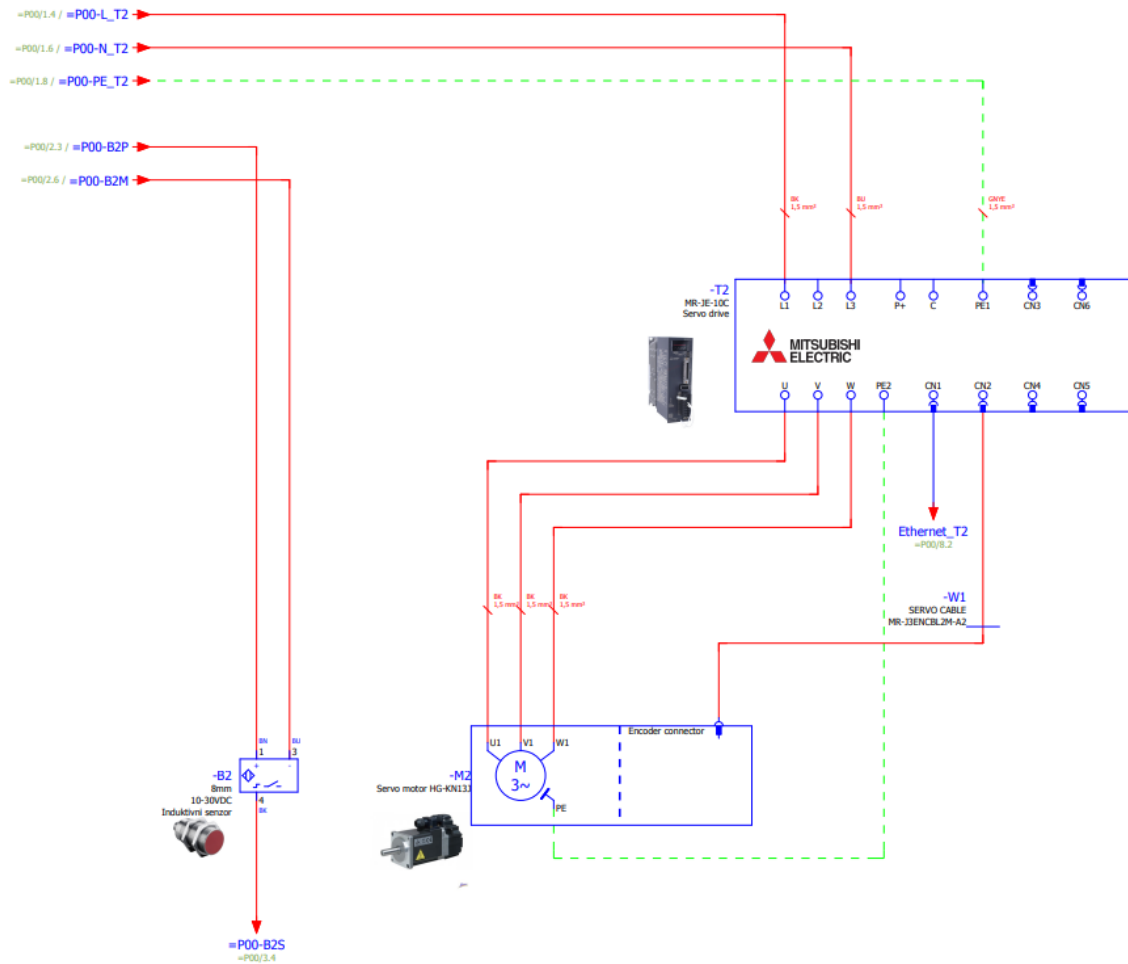 =P00/1.4 / =P00-L_T2
=P00/1.6 / =P00-N_T2
=P00/1.8 / =P00-PE_T2
=P00/2.3 / =P00-B2P
=P00/2.6 / =P00-B2M
BK
1,5 mm²
BU
1,5 mm²
GNYE
1,5 mm²
-T2
MR-JE-10C
Servo drive
L1 L2 L3 P+ C PE1 CN3 CN6
MITSUBISHI
ELECTRIC
U V W PE2 CN1 CN2 CN4 CN5
Ethernet_T2
=P00/8.2
BK
1,5 mm²
BK
1,5 mm²
BK
1,5 mm²
-W1
SERVO CABLE
MR-J3ENCBL2M-A2
Encoder connector
U1 V1 W1
M
3~
PE
-M2
Servo motor HG-KN13J
BN
BU
1 3
+ -
-B2
8mm
10-30VDC
Induktivni senzor
4
BK
=P00-B2S
=P00/3.4